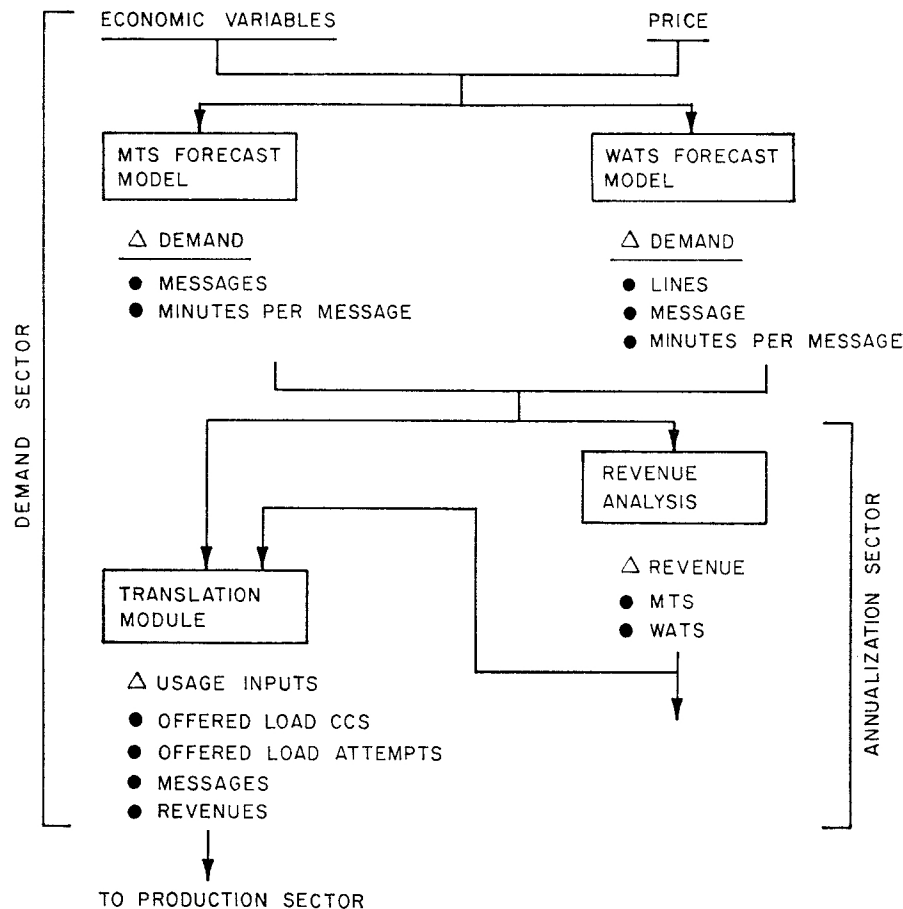 ECONOMIC VARIABLES
PRICE
MTS FORECAST
MODEL
WATS FORECAST
MODEL
△ DEMAND
● MESSAGES
● MINUTES PER MESSAGE
△ DEMAND
● LINES
● MESSAGE
● MINUTES PER MESSAGE
DEMAND SECTOR
REVENUE
ANALYSIS
△ REVENUE
● MTS
● WATS
ANNUALIZATION SECTOR
TRANSLATION
MODULE
△ USAGE INPUTS
● OFFERED LOAD CCS
● OFFERED LOAD ATTEMPTS
● MESSAGES
● REVENUES
TO PRODUCTION SECTOR